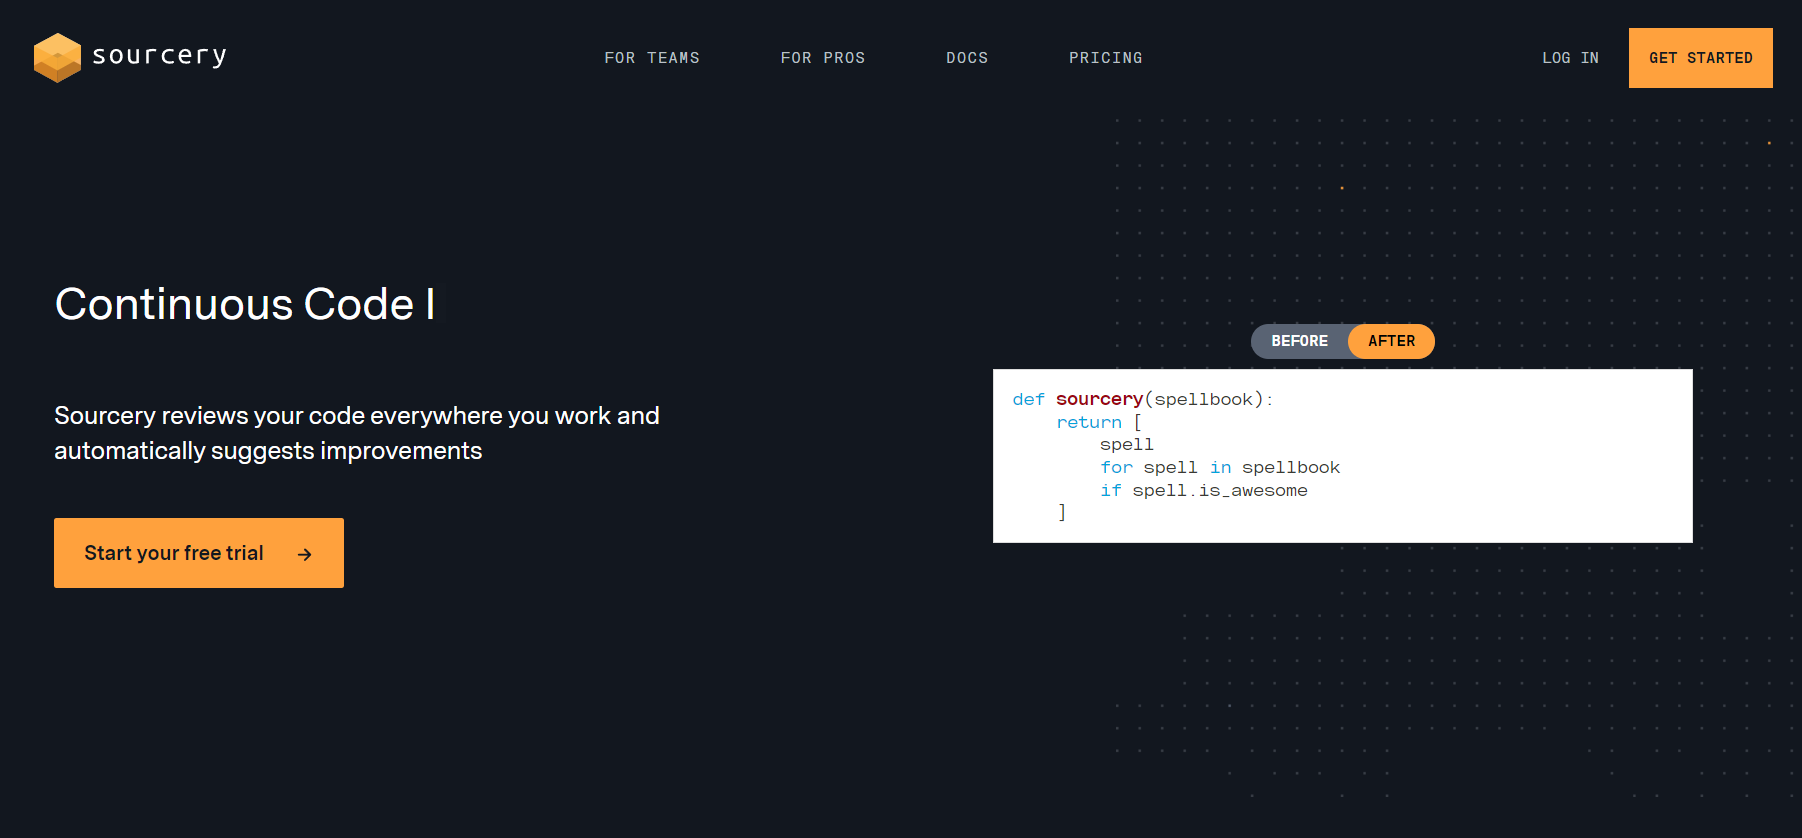 sourcery
FOR TEAMS
FOR PROS
DOCS
PRICING
LOG IN
GET STARTED
Continuous Code I
Sourcery reviews your code everywhere you work and
automatically suggests improvements
Start your free trial →
BEFORE AFTER
def sourcery(spellbook):
    return [
        spell
        for spell in spellbook
        if spell.is_awesome
    ]